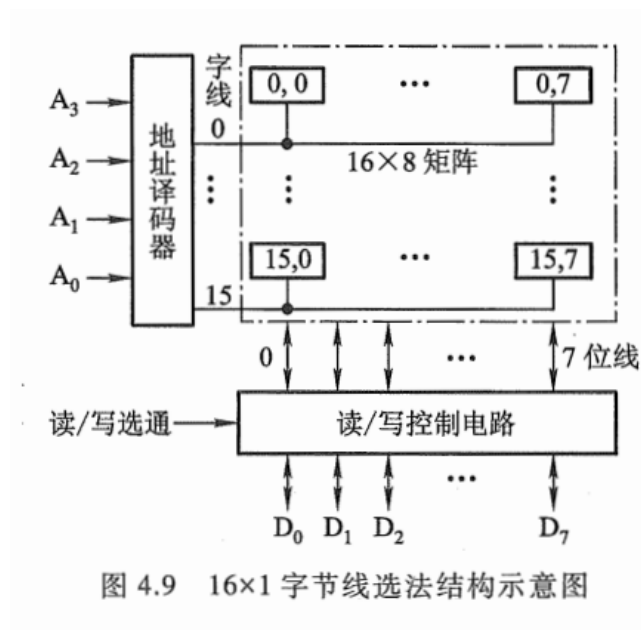 字线
0,0 ··· 0,7
A₃
0
地址译码器
16×8 矩阵
A₂
A₁
15,0 ··· 15,7
A₀
15
0 ··· 7 位线
读/写选通
读/写控制电路
D₀ D₁ D₂ ··· D₇
图 4.9 16×1 字节线选法结构示意图